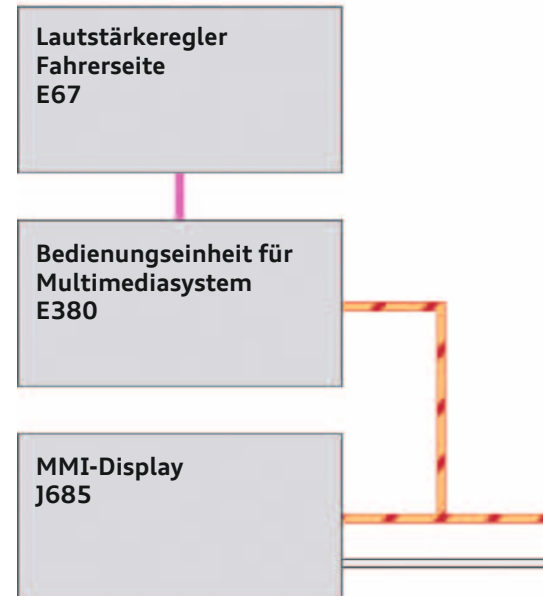 Lautstärkeregler
Fahrerseite
E67
Bedienungseinheit für
Multimediasystem
E380
MMI-Display
J685